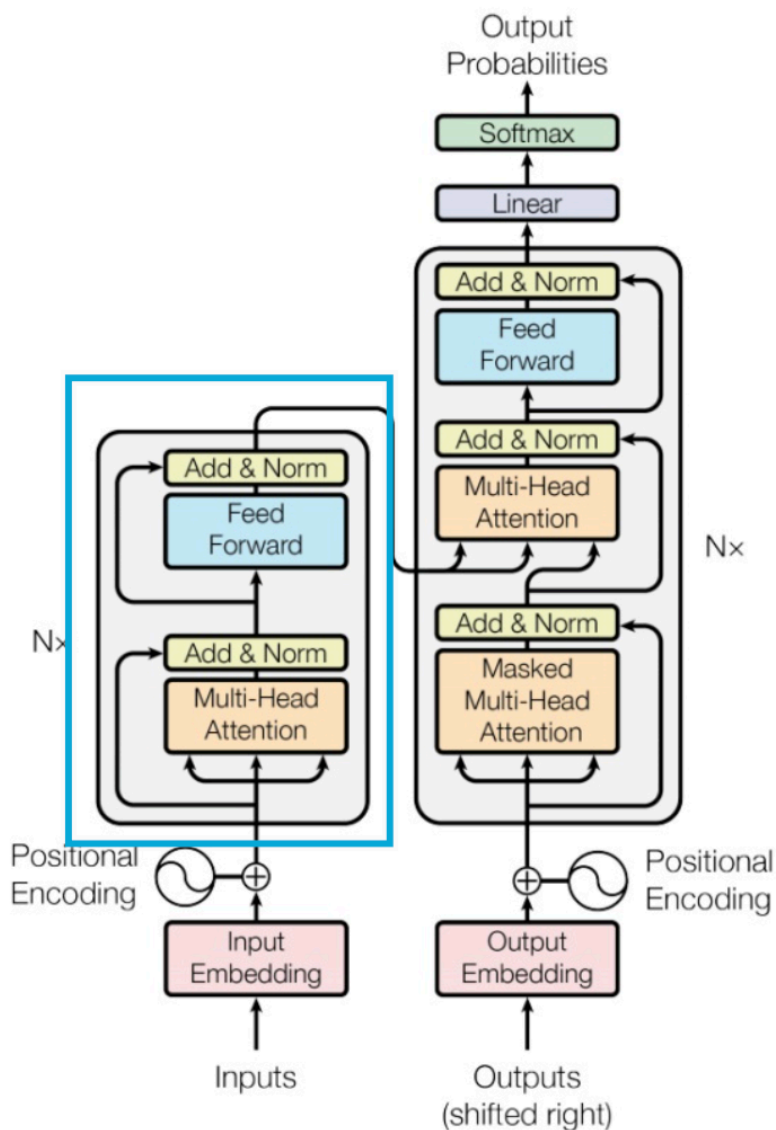 Output
Probabilities
Softmax
Linear
Add & Norm
Feed
Forward
Add & Norm
Multi-Head
Attention
N×
Add & Norm
Masked
Multi-Head
Attention
Add & Norm
Feed
Forward
N×
Add & Norm
Multi-Head
Attention
Positional
Encoding
Positional
Encoding
Input
Embedding
Output
Embedding
Inputs
Outputs
(shifted right)